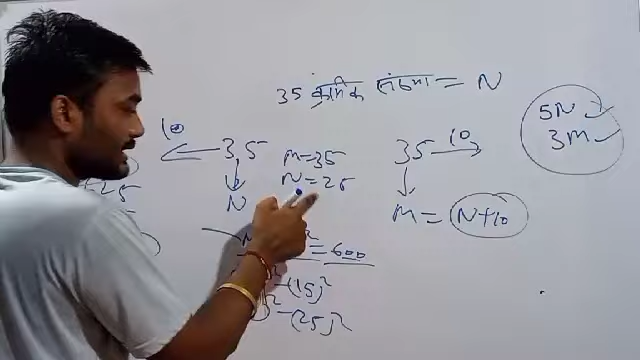 35 क्रमिक संख्या = N
5N
3M
10
35
M=35
35
10
N
N=25
M = N+10
= 600
-(15)²
-(25)²